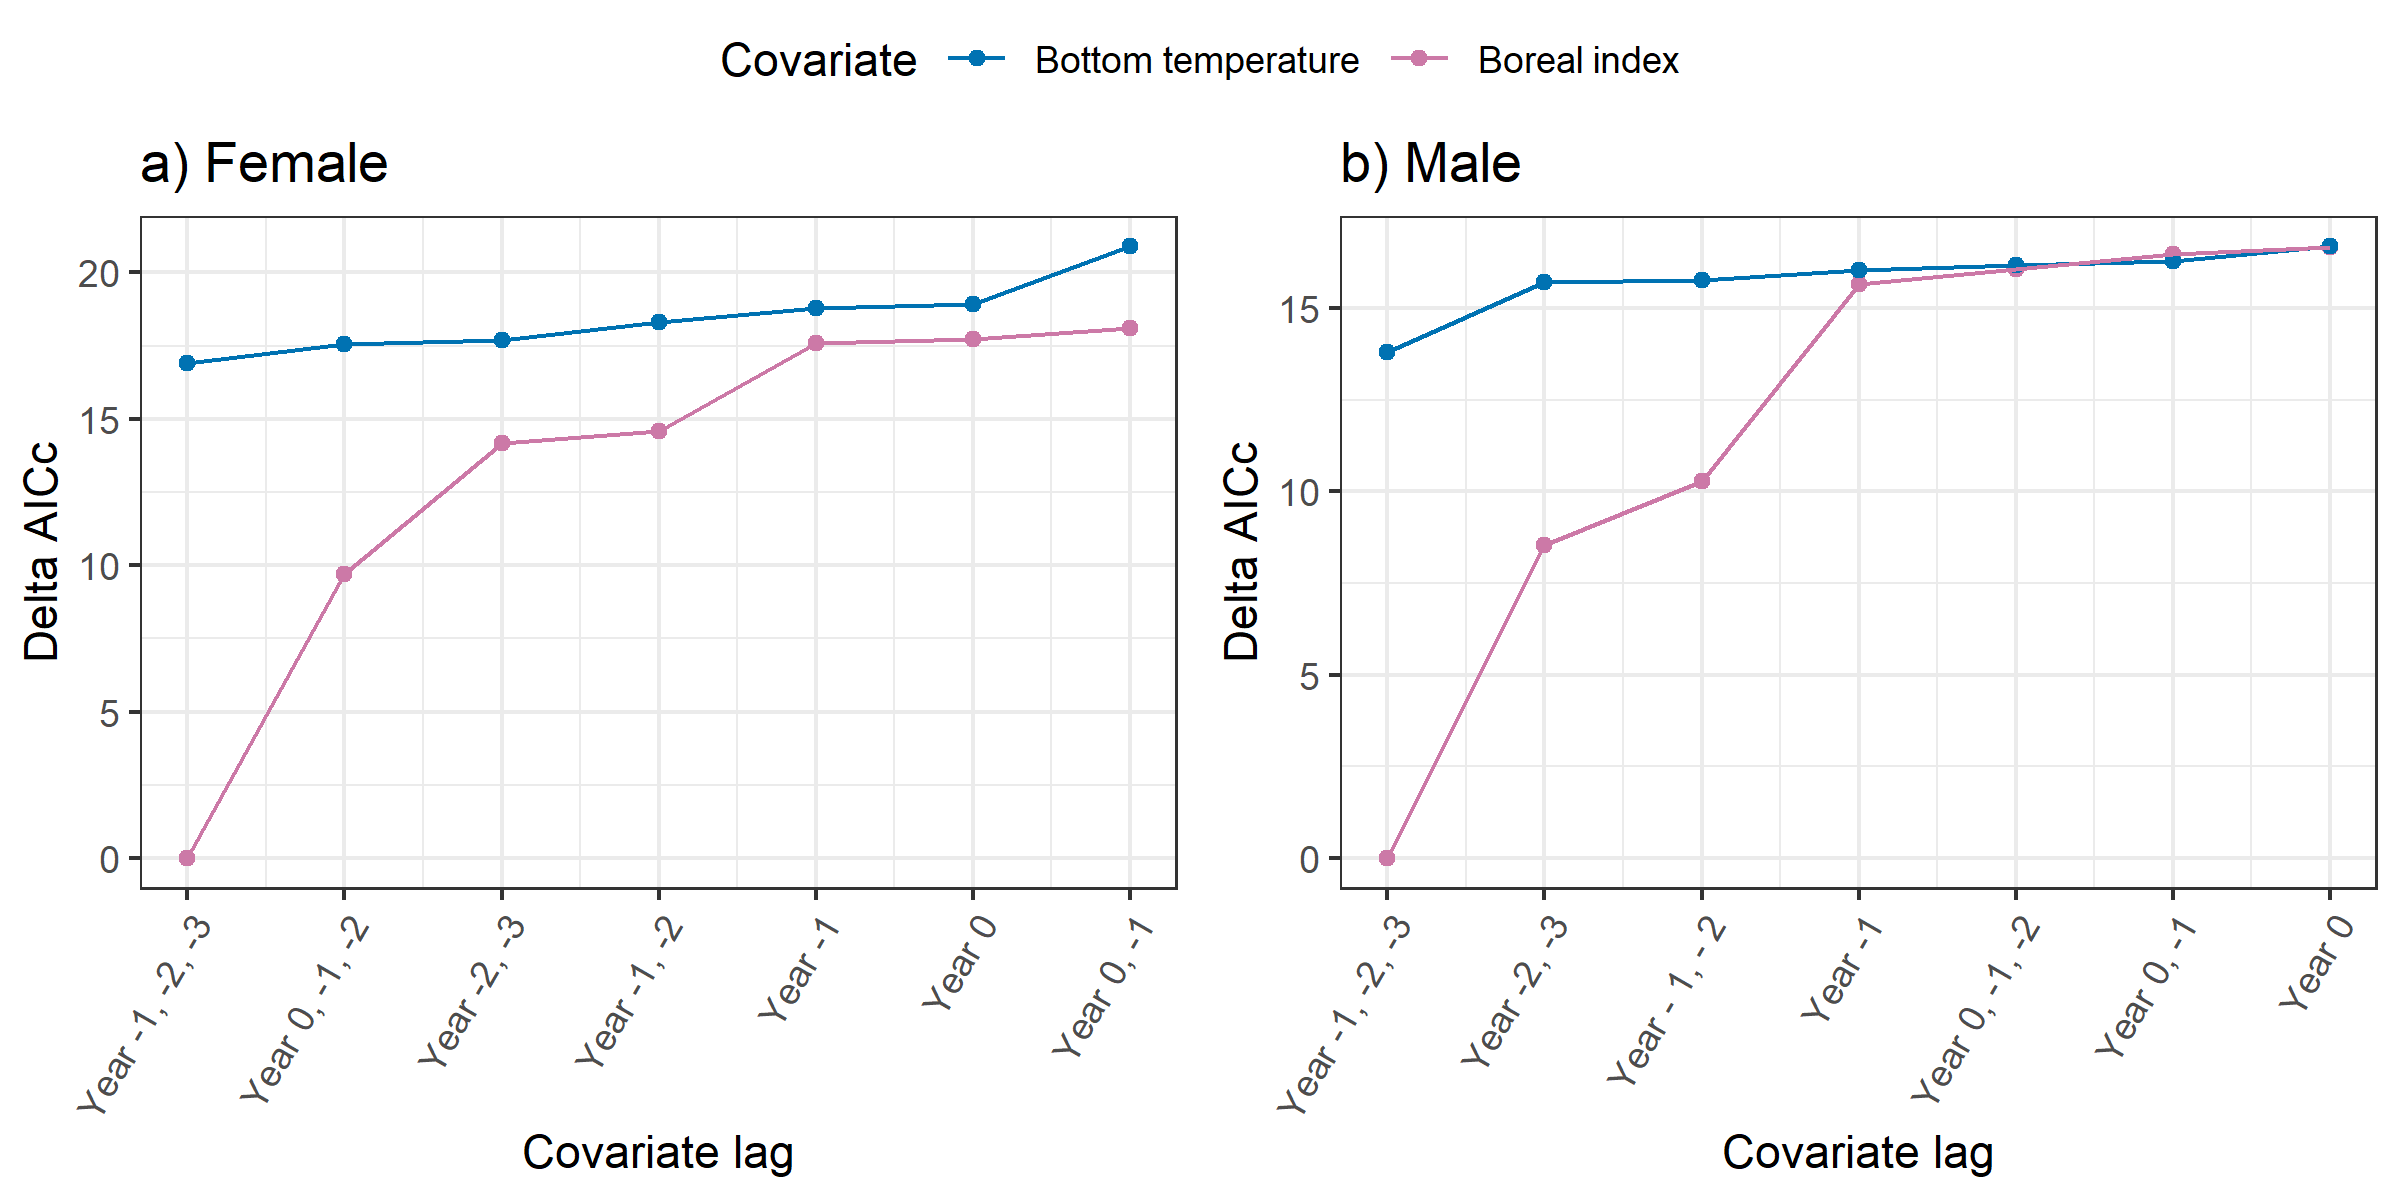 Covariate Bottom temperature Boreal index
a) Female
Delta AICc
20
15
10
5
0
Year -1, -2, -3
Year 0, -1, -2
Year -2, -3
Year -1, -2
Year -1
Year 0
Year 0, -1
Covariate lag
b) Male
Delta AICc
15
10
5
0
Year -1, -2, -3
Year -2, -3
Year - 1, - 2
Year -1
Year 0, -1, -2
Year 0, -1
Year 0
Covariate lag